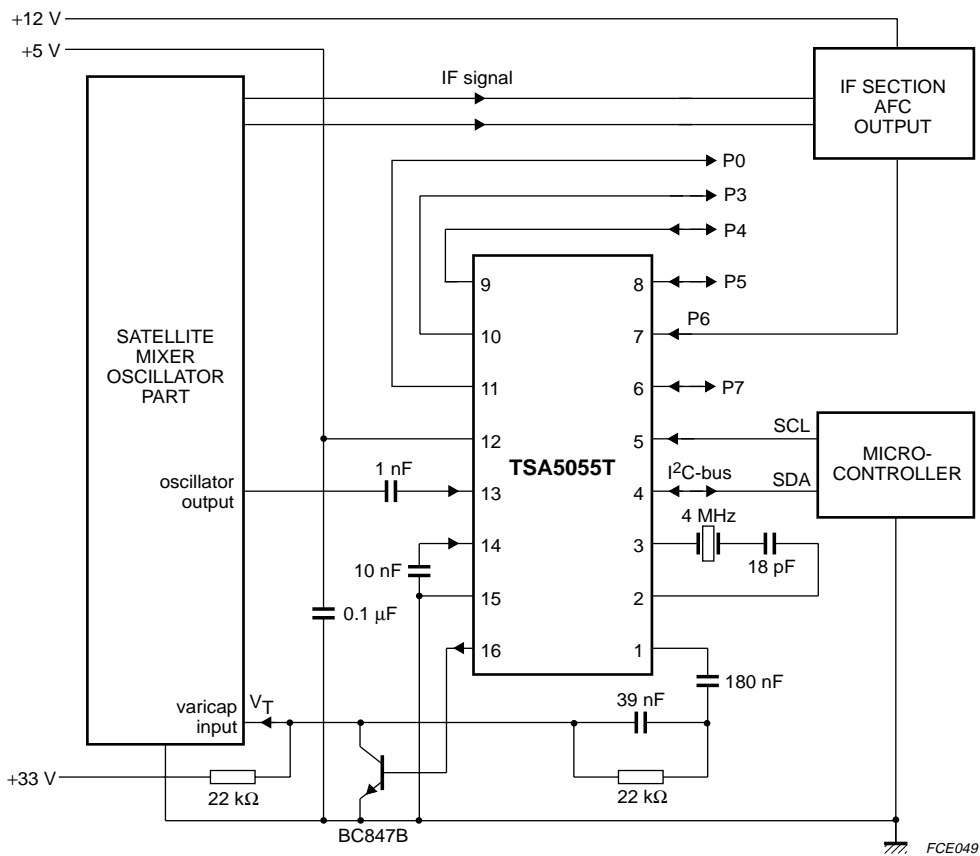 +12 V
+5 V
IF signal
IF SECTION
AFC
OUTPUT
P0
P3
P4
9
8
P5
P6
10
7
SATELLITE
MIXER
OSCILLATOR
PART
11
6
P7
12
5
SCL
TSA5055T
MICRO-
CONTROLLER
oscillator
output
1 nF
13
4
I²C-bus
SDA
4 MHz
14
3
10 nF
18 pF
15
2
0.1 µF
16
1
180 nF
39 nF
varicap
input
V_T
+33 V
22 kΩ
22 kΩ
BC847B
FCE049